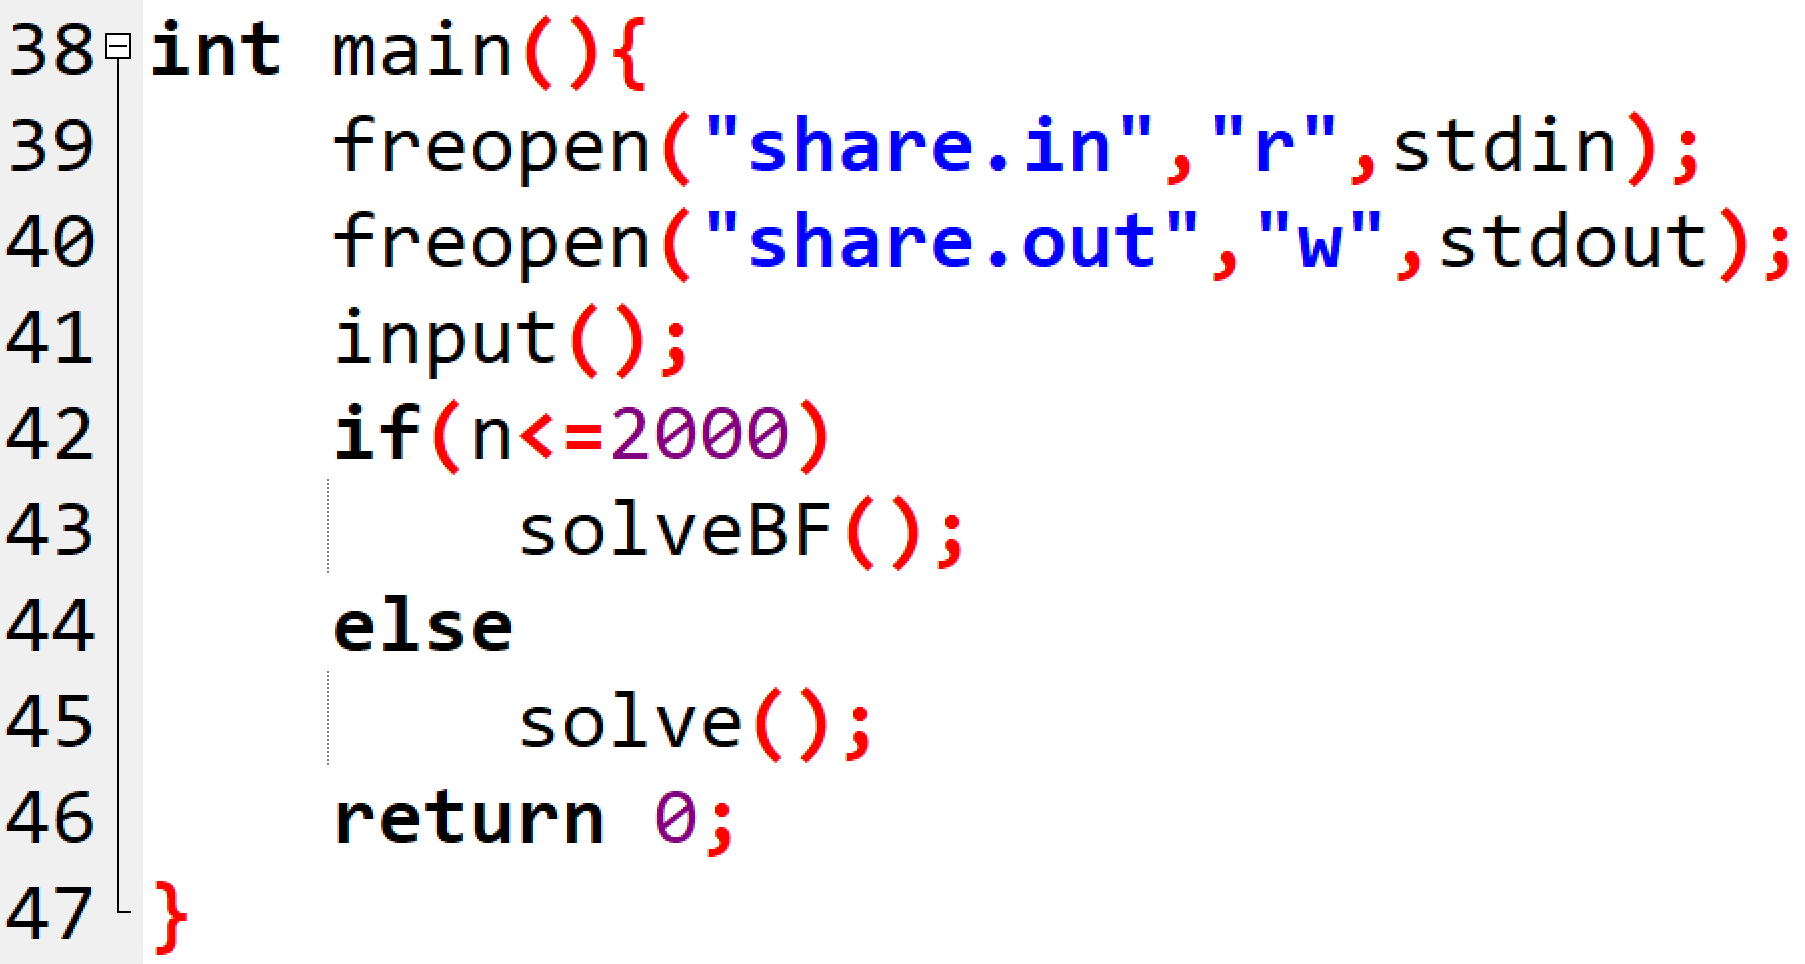 38 int main(){
39     freopen("share.in","r",stdin);
40     freopen("share.out","w",stdout);
41     input();
42     if(n<=2000)
43         solveBF();
44     else
45         solve();
46     return 0;
47 }